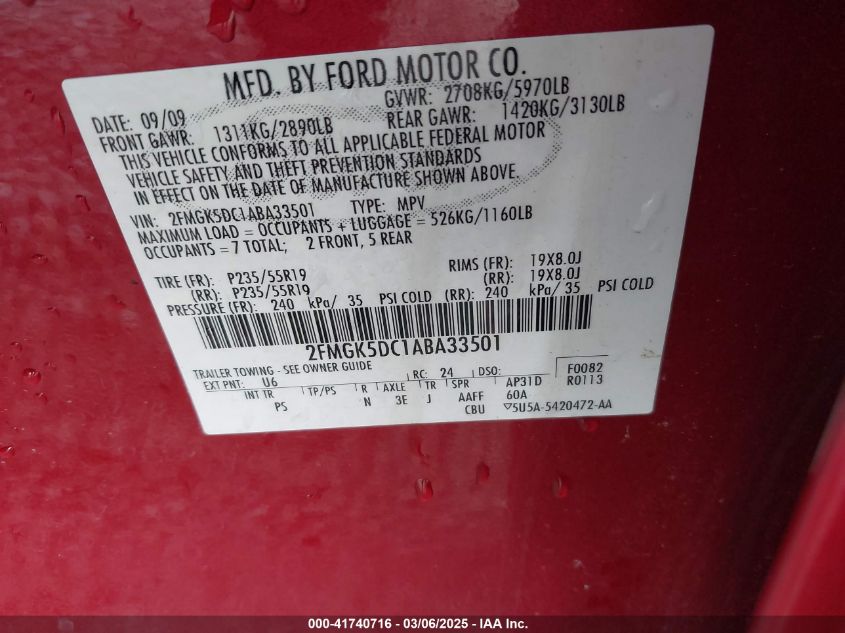 MFD. BY FORD MOTOR CO.
DATE: 09/09 GVWR: 2708KG/5970LB
FRONT GAWR: 1311KG/2890LB REAR GAWR: 1420KG/3130LB
THIS VEHICLE CONFORMS TO ALL APPLICABLE FEDERAL MOTOR
VEHICLE SAFETY AND THEFT PREVENTION STANDARDS
IN EFFECT ON THE DATE OF MANUFACTURE SHOWN ABOVE.
VIN: 2FMGK5DC1ABA33501 TYPE: MPV
MAXIMUM LOAD = OCCUPANTS + LUGGAGE = 526KG/1160LB
OCCUPANTS = 7 TOTAL; 2 FRONT, 5 REAR
TIRE (FR): P235/55R19 RIMS (FR): 19X8.0J
(RR): P235/55R19 (RR): 19X8.0J
PRESSURE (FR): 240 kPa/ 35 PSI COLD (RR): 240 kPa/ 35 PSI COLD
2FMGK5DC1ABA33501
TRAILER TOWING - SEE OWNER GUIDE
EXT PNT: U6 RC: 24 DSO: F0082
INT TR TP/PS R AXLE TR SPR AP31D R0113
PS N 3E J AAFF 60A
CBU ▽5U5A-5420472-AA
000-41740716 - 03/06/2025 - IAAI Inc.